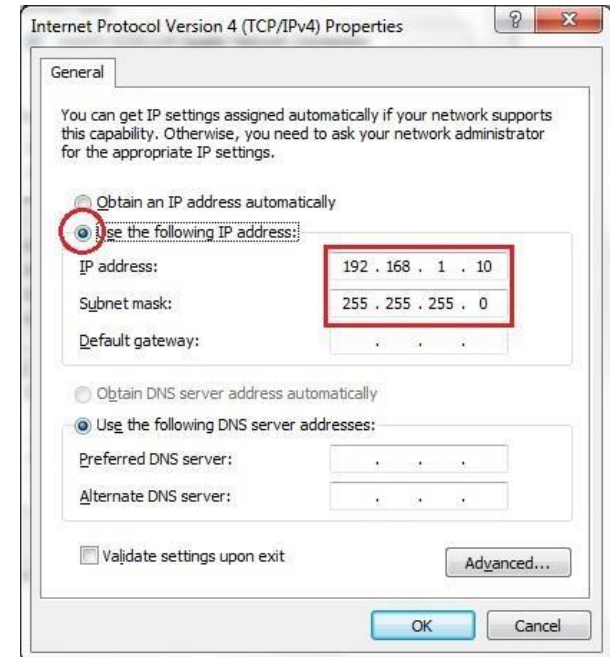 Internet Protocol Version 4 (TCP/IPv4) Properties
General
You can get IP settings assigned automatically if your network supports
this capability. Otherwise, you need to ask your network administrator
for the appropriate IP settings.
Obtain an IP address automatically
Use the following IP address:
IP address: 192 . 168 . 1 . 10
Subnet mask: 255 . 255 . 255 . 0
Default gateway: . . .
Obtain DNS server address automatically
Use the following DNS server addresses:
Preferred DNS server: . . .
Alternate DNS server: . . .
Validate settings upon exit
Advanced...
OK Cancel